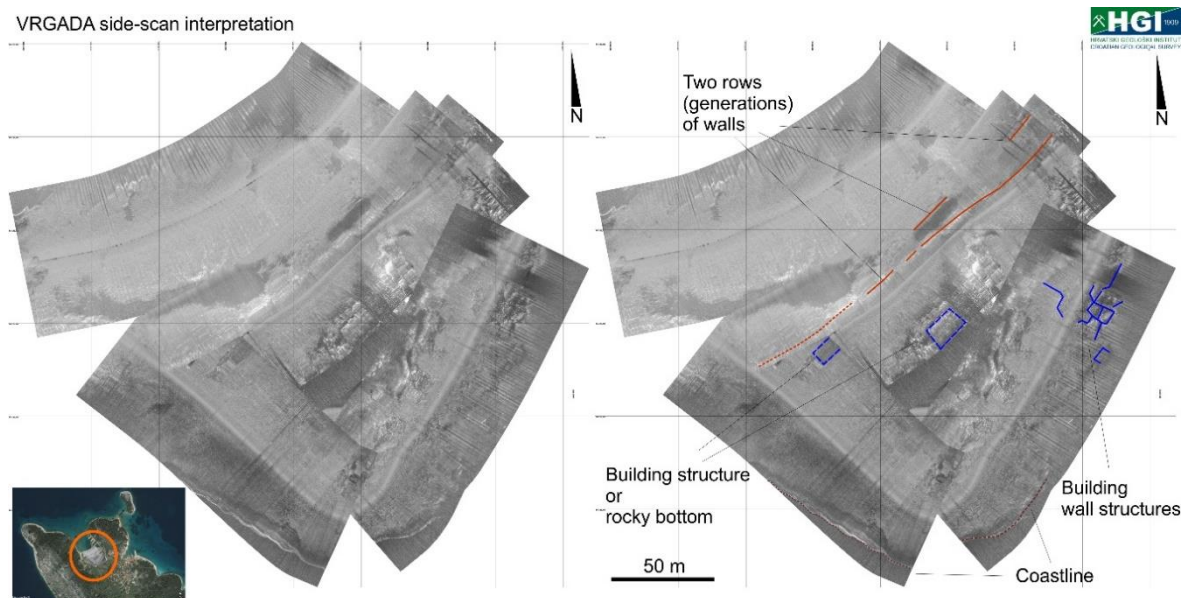 VRGADA side-scan interpretation
HGI 1909
HRVATSKI GEOLOŠKI INSTITUT
CROATIAN GEOLOGICAL SURVEY
N
Two rows
(generations)
of walls
N
Building structure
or
rocky bottom
Building
wall structures
50 m
Coastline